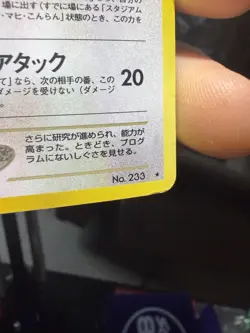 場に出す(すでに場にある「スタジアム
・マヒ・こんらん」状態のとき、この力を
アタック
て」なら、次の相手の番、この
ダメージを受けない(ダメージ
20
さらに研究が進められ、能力が
高まった。ときどき、プログ
ラムにないしぐさを見せる。
No. 233 ★